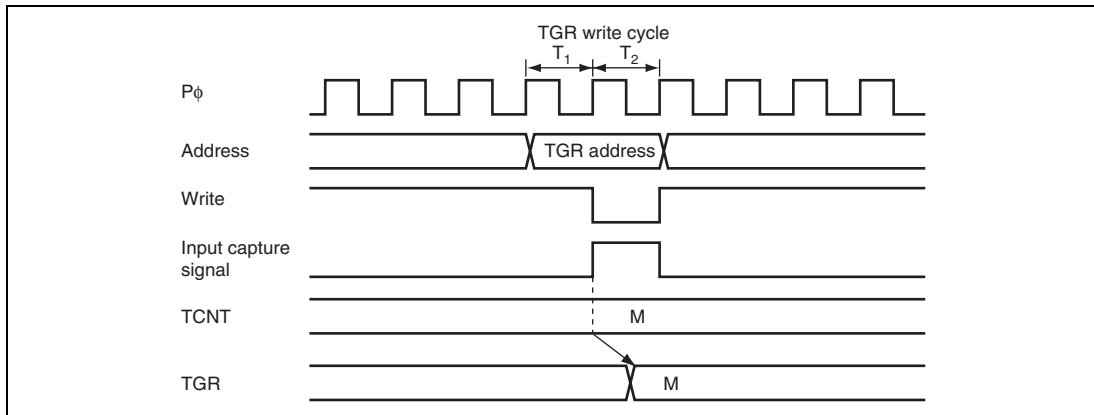 TGR write cycle
T1 T2
Pϕ
Address TGR address
Write
Input capture
signal
TCNT M
TGR M